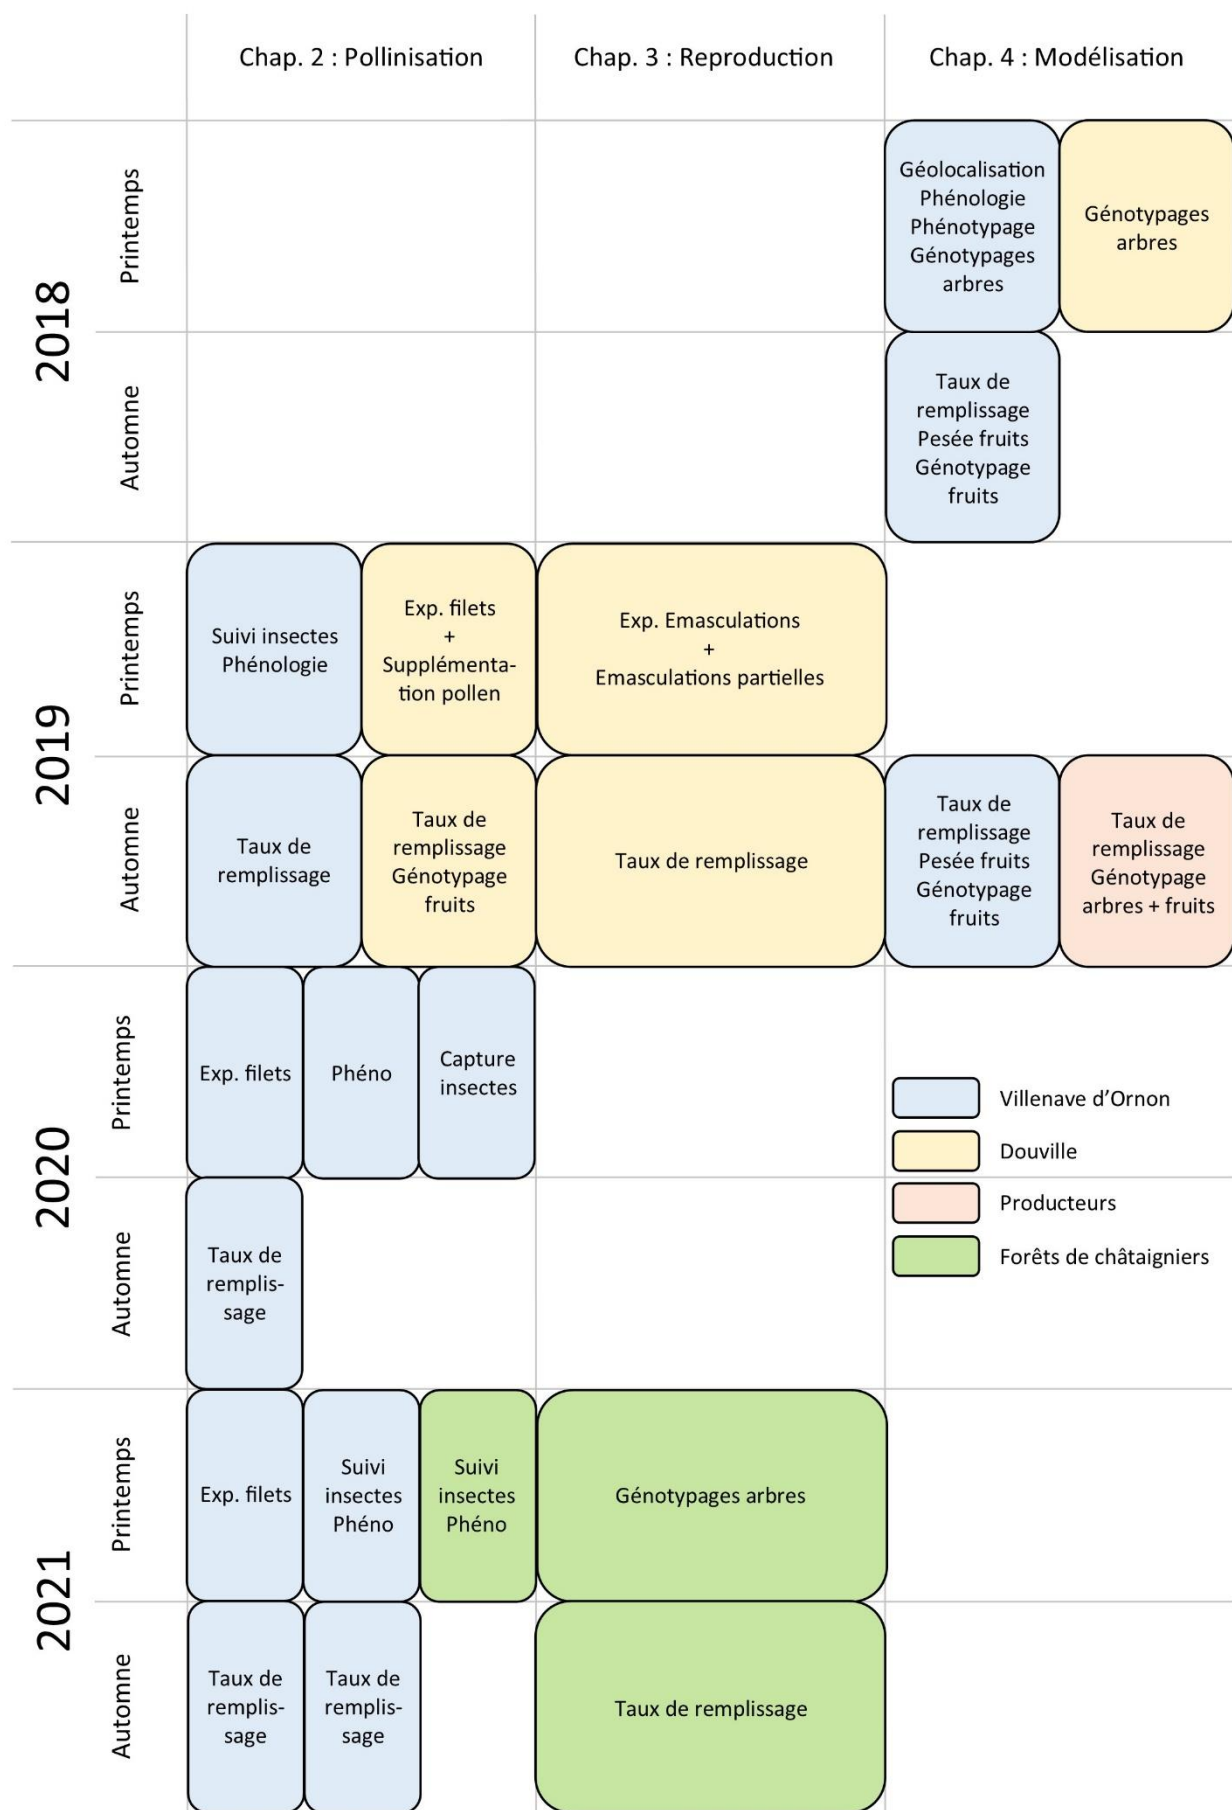 Chap. 2 : Pollinisation
Chap. 3 : Reproduction
Chap. 4 : Modélisation
2018
Printemps
Géolocalisation
Phénologie
Phénotypage
Génotypages
arbres
Génotypages
arbres
Automne
Taux de
remplissage
Pesée fruits
Génotypage
fruits
2019
Printemps
Suivi insectes
Phénologie
Exp. filets
+
Supplémenta-
tion pollen
Exp. Emasculations
+
Emasculations partielles
Automne
Taux de
remplissage
Taux de
remplissage
Génotypage
fruits
Taux de remplissage
Taux de
remplissage
Pesée fruits
Génotypage
fruits
Taux de
remplissage
Génotypage
arbres + fruits
2020
Printemps
Exp. filets
Phéno
Capture
insectes
Automne
Taux de
remplis-
sage
Villenave d’Ornon
Douville
Producteurs
Forêts de châtaigniers
2021
Printemps
Exp. filets
Suivi
insectes
Phéno
Suivi
insectes
Phéno
Génotypages arbres
Automne
Taux de
remplis-
sage
Taux de
remplis-
sage
Taux de remplissage